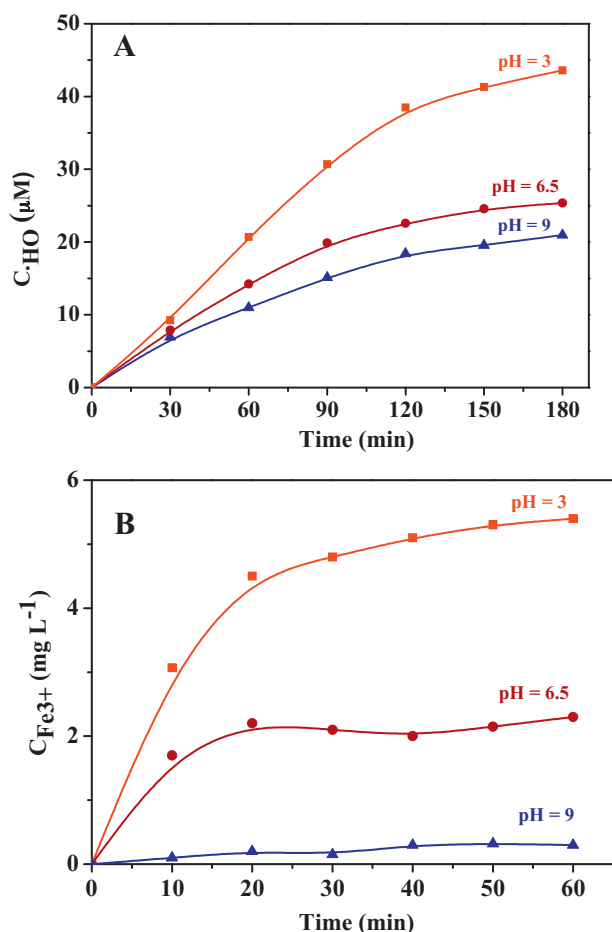 A
50
40
30
20
10
0
C·HO (μM)
pH = 3
pH = 6.5
pH = 9
0 30 60 90 120 150 180
Time (min)
B
6
4
2
0
CFe3+ (mg L-1)
pH = 3
pH = 6.5
pH = 9
0 10 20 30 40 50 60
Time (min)